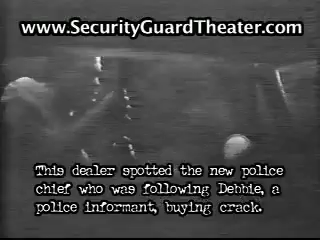 www.SecurityGuardTheater.com
This dealer spotted the new police
chief who was following Debbie, a
police informant, buying crack.